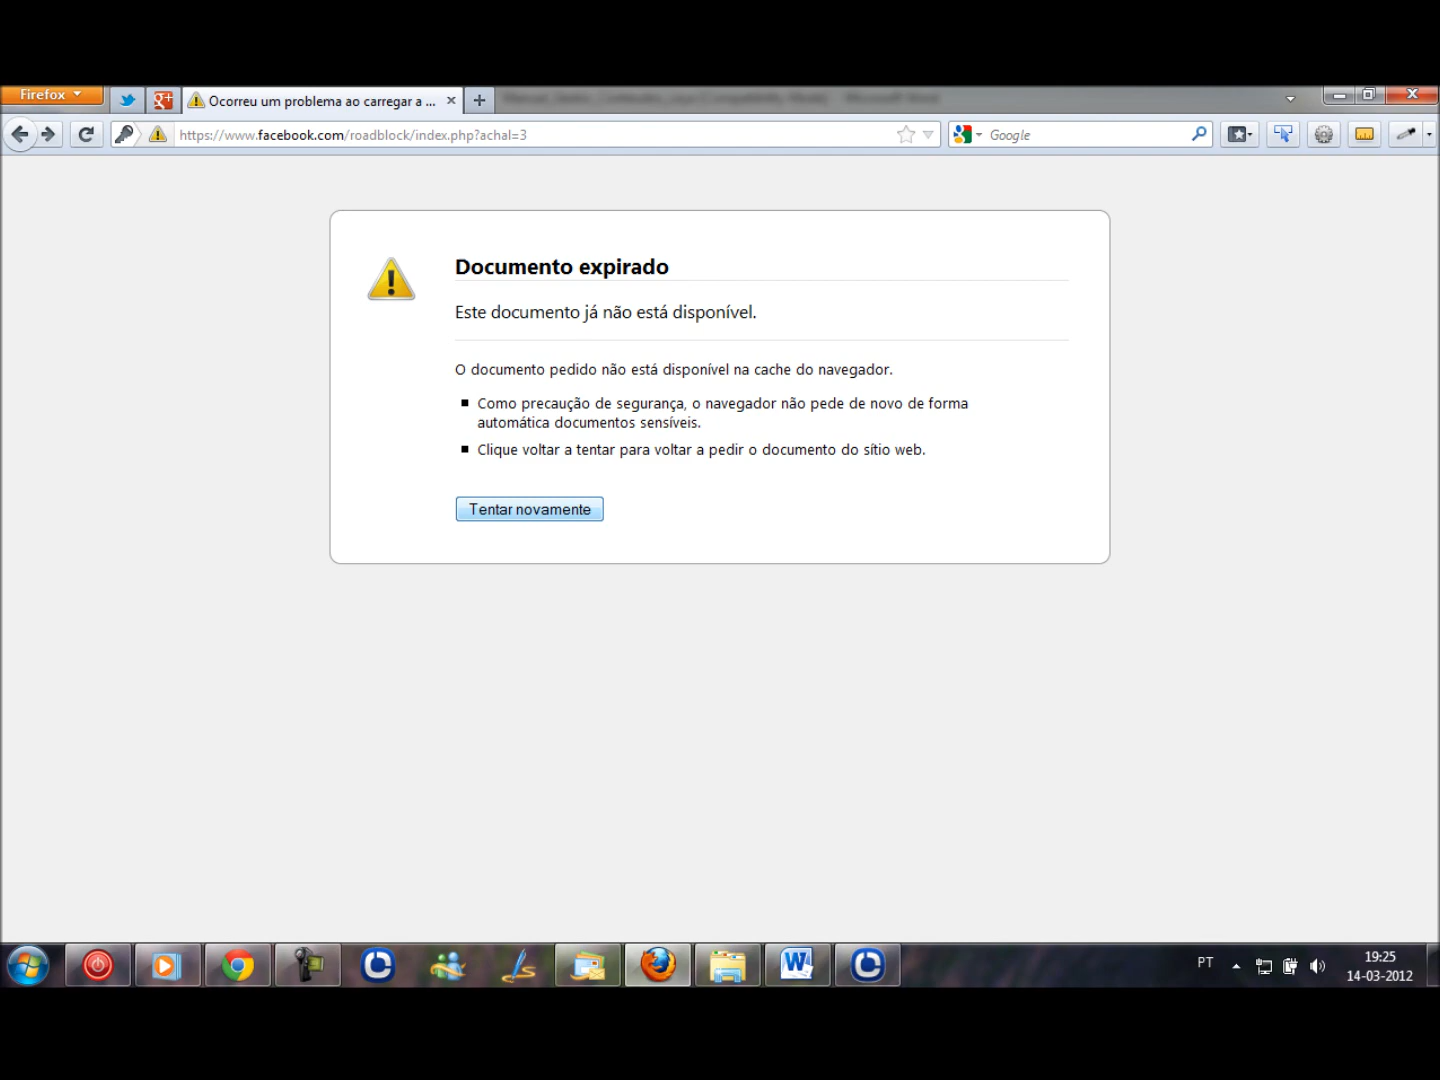 Firefox
Ocorreu um problema ao carregar a ...
https://www.facebook.com/roadblock/index.php?achal=3
Google
Documento expirado
Este documento já não está disponível.
O documento pedido não está disponível na cache do navegador.
Como precaução de segurança, o navegador não pede de novo de forma
automática documentos sensíveis.
Clique voltar a tentar para voltar a pedir o documento do sítio web.
Tentar novamente
PT
19:25
14-03-2012